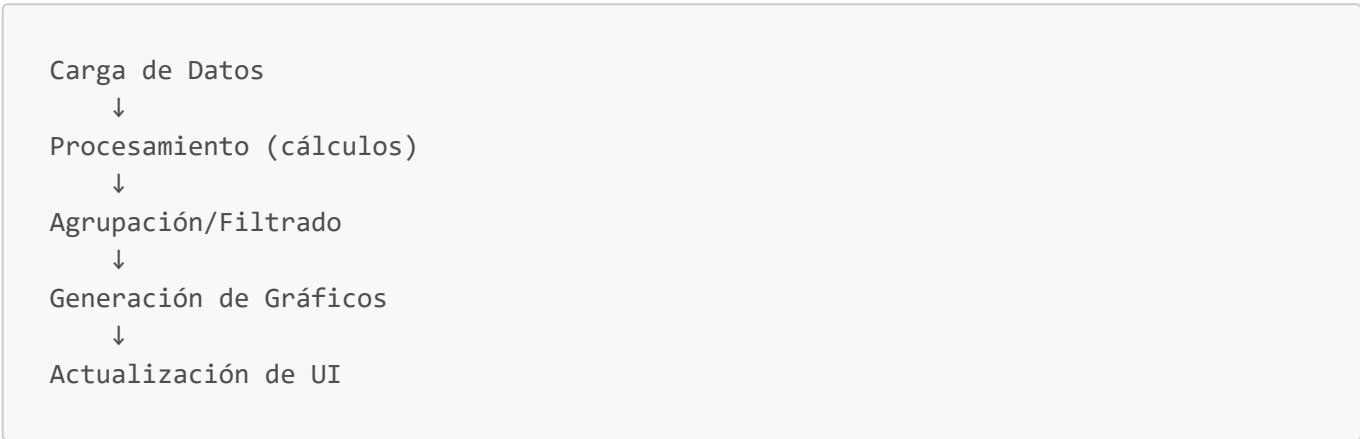 Carga de Datos
↓
Procesamiento (cálculos)
↓
Agrupación/Filtrado
↓
Generación de Gráficos
↓
Actualización de UI